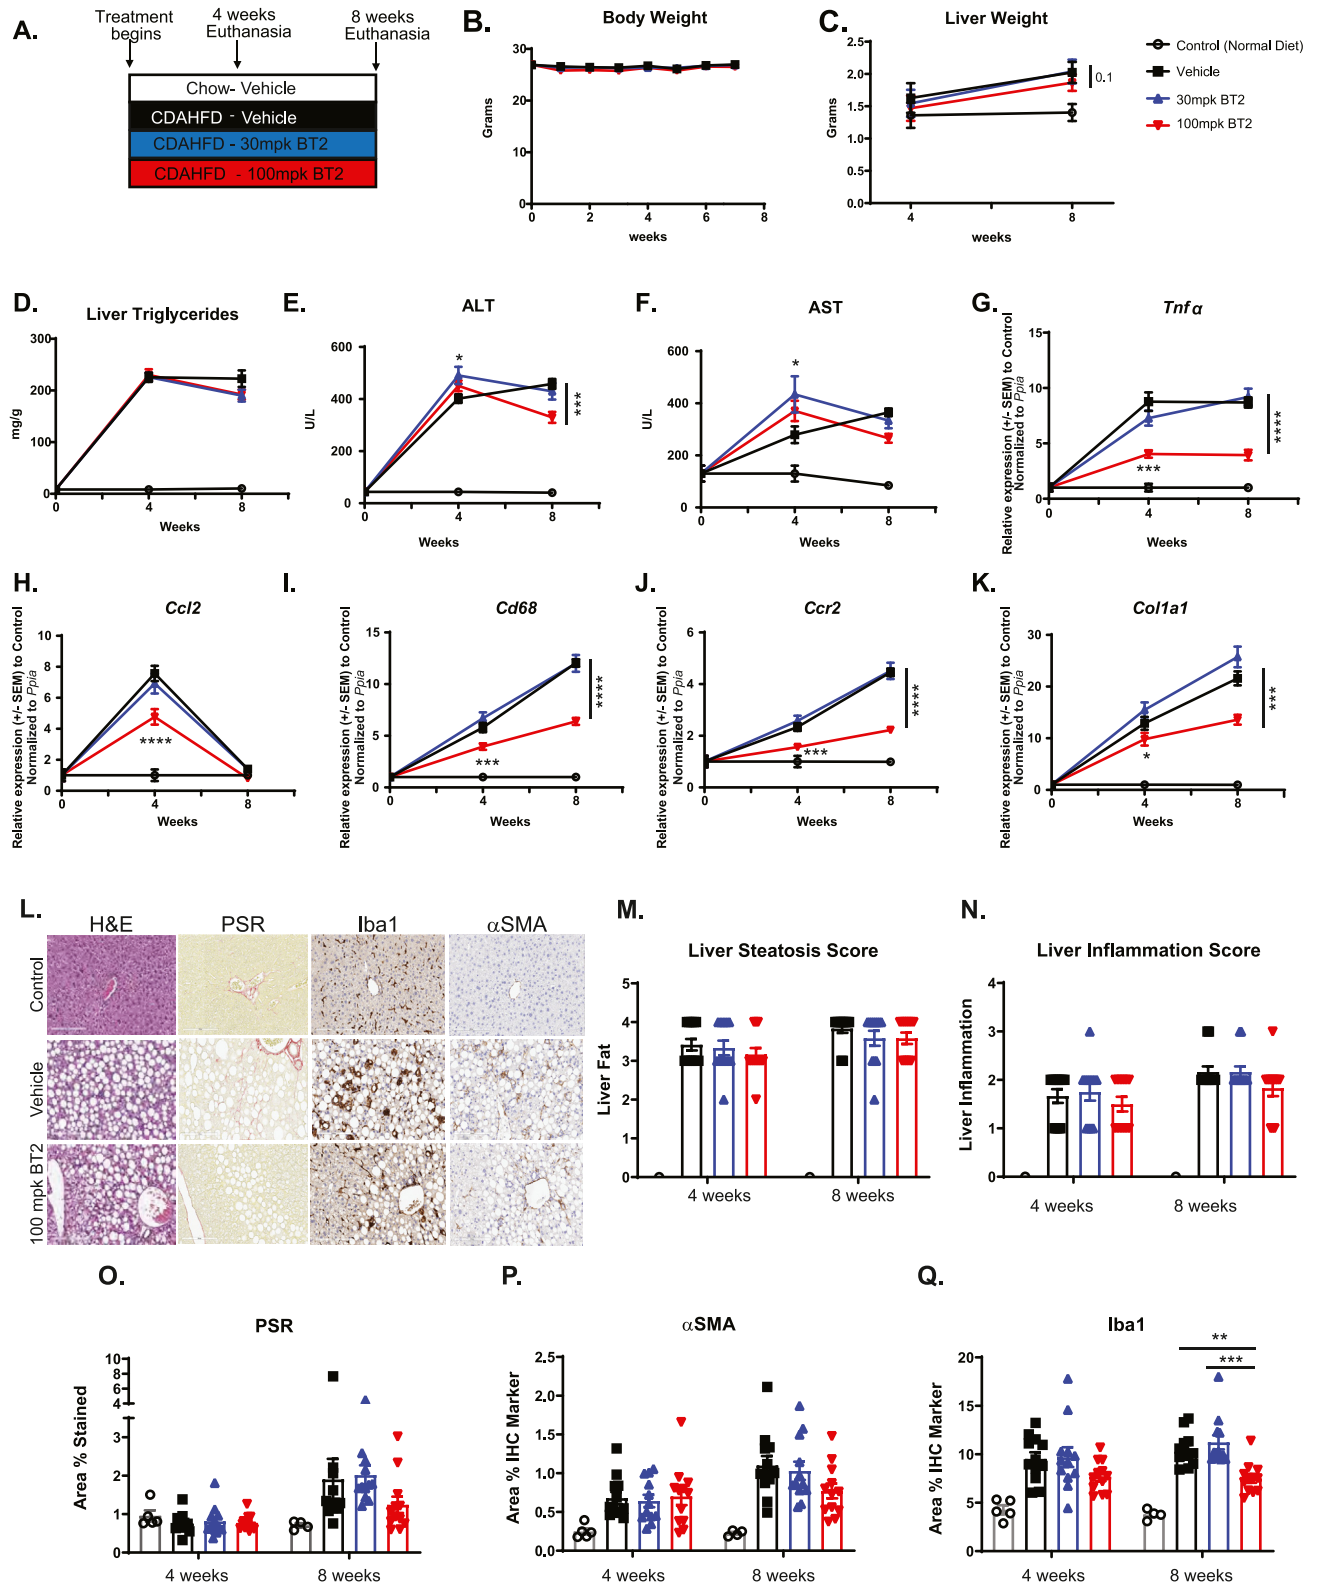 A.
Treatment
begins
4 weeks
Euthanasia
8 weeks
Euthanasia
Chow- Vehicle
CDAHFD - Vehicle
CDAHFD - 30mpk BT2
CDAHFD - 100mpk BT2
B.
Body Weight
Grams
30
20
10
0
0 2 4 6 8
weeks
C.
Liver Weight
Grams
2.5
2.0
1.5
1.0
0.5
0.0
0.1
4 8
weeks
Control (Normal Diet)
Vehicle
30mpk BT2
100mpk BT2
D.
Liver Triglycerides
mg/g
300
200
100
0
0 4 8
Weeks
E.
ALT
U/L
600
400
200
0
*
***
0 4 8
Weeks
F.
AST
U/L
600
400
200
0
*
0 4 8
Weeks
G.
Tnfα
Relative expression (+/- SEM) to Control
Normalized to Ppia
15
10
5
0
***
****
0 4 8
Weeks
H.
Ccl2
Relative expression (+/- SEM) to Control
Normalized to Ppia
10
8
6
4
2
0
****
0 4 8
Weeks
I.
Cd68
Relative expression (+/- SEM) to Control
Normalized to Ppia
15
10
5
0
***
****
0 4 8
Weeks
J.
Ccr2
Relative expression (+/- SEM) to Control
Normalized to Ppia
6
4
2
0
***
****
0 4 8
Weeks
K.
Col1a1
Relative expression (+/- SEM) to Control
Normalized to Ppia
30
20
10
0
*
***
0 4 8
Weeks
L.
H&E PSR Iba1 αSMA
Control
Vehicle
100 mpk BT2
M.
Liver Steatosis Score
Liver Fat
5
4
3
2
1
0
4 weeks 8 weeks
N.
Liver Inflammation Score
Liver Inflammation
4
3
2
1
0
4 weeks 8 weeks
O.
PSR
Area % Stained
10
8
6
4
3
2
1
0
4 weeks 8 weeks
P.
αSMA
Area % IHC Marker
2.5
2.0
1.5
1.0
0.5
0.0
4 weeks 8 weeks
Q.
Iba1
Area % IHC Marker
20
15
10
5
0
**
***
4 weeks 8 weeks